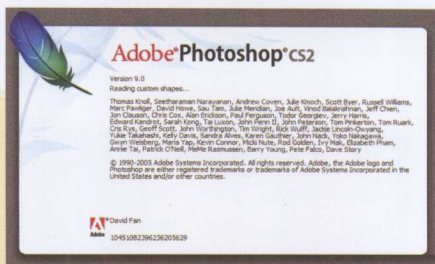 Adobe® Photoshop® CS2
Version 9.0
Reading custom shapes...
Thomas Knoll, Seetharaman Narayanan, Andrew Coven, Julie Kmoch, Scott Byer, Russell Williams,
Marc Pawliger, David Howe, Sau Tam, Julie Meridian, Joe Ault, Vinod Balakrishnan, Jeff Chien,
Jon Clauson, Chris Cox, Alan Erickson, Paul Ferguson, Todor Georgiev, Jerry Harris,
Edward Kandrot, Sarah Kong, Tai Luxon, John Penn II, John Peterson, Tom Pinkerton, Tom Ruark,
Cris Rys, Geoff Scott, John Worthington, Tim Wright, Rick Wulff, Jackie Lincoln-Owyang,
Yukie Takahashi, Kelly Davis, Sandra Alves, Karen Gauthier, John Nack, Yoko Nakagawa,
Gwyn Weisberg, Maria Yap, Kevin Connor, Micki Nute, Rod Golden, Ivy Mak, Elizabeth Pham,
Annie Tai, Patrick O'Neil, MeMe Rasmussen, Barry Young, Pete Falco, Dave Story
© 1990-2005 Adobe Systems Incorporated. All rights reserved. Adobe, the Adobe logo and
Photoshop are either registered trademarks or trademarks of Adobe Systems Incorporated in the
United States and/or other countries.
David Fan
Adobe
10451082396236205629